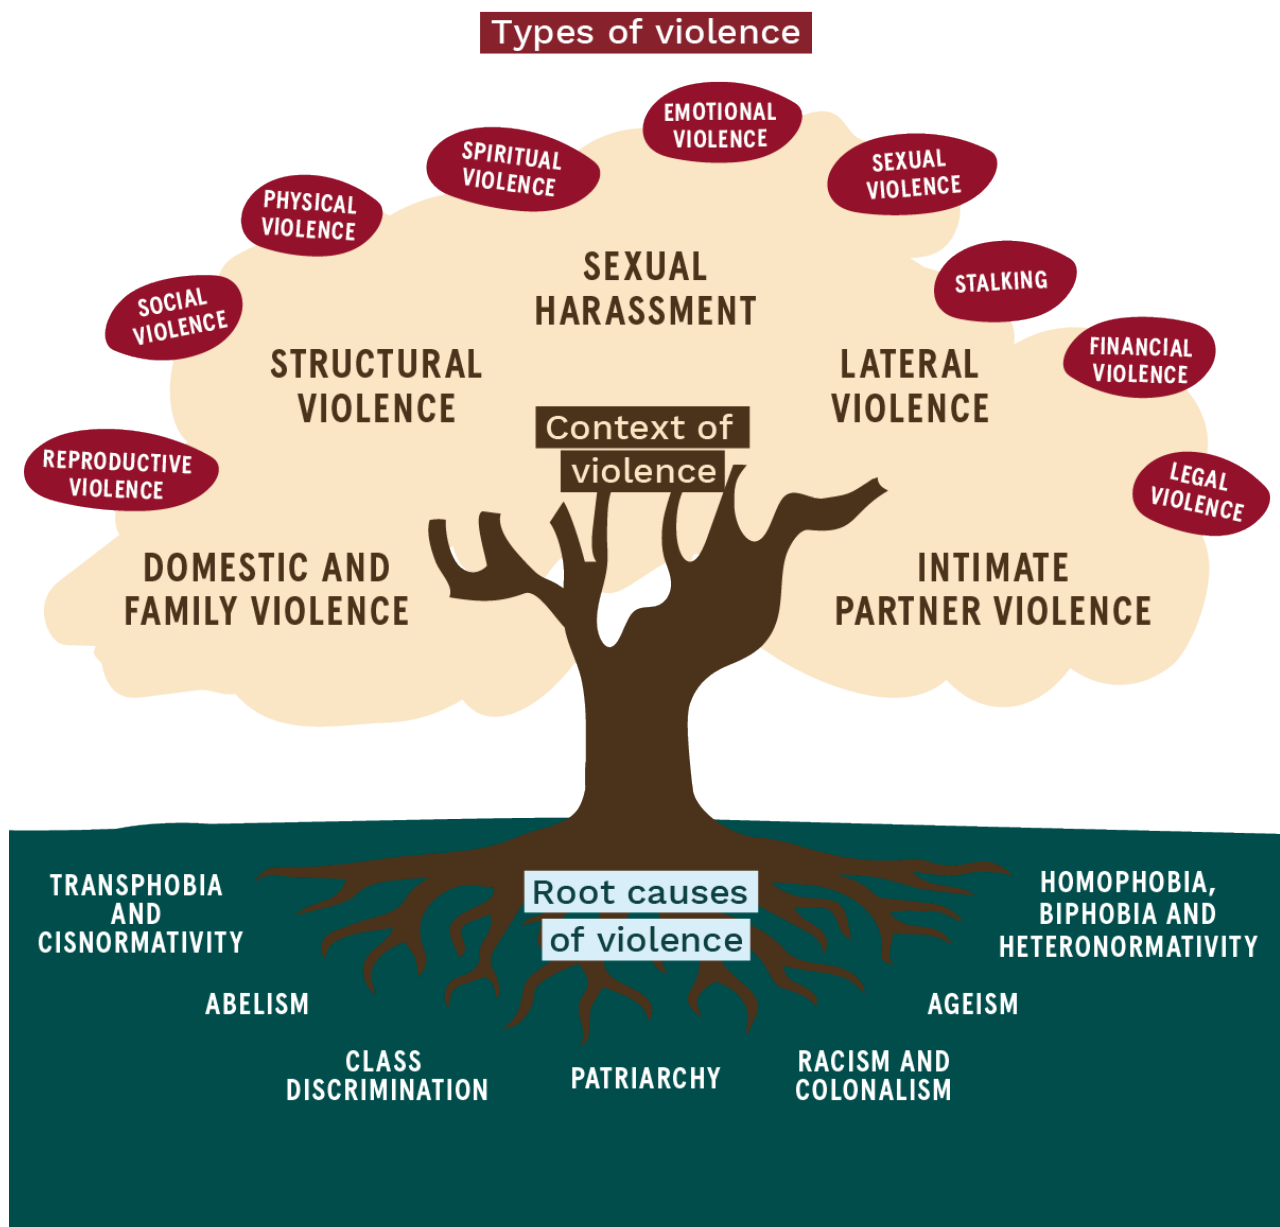 Types of violence
EMOTIONAL
VIOLENCE
SPIRITUAL
VIOLENCE
SEXUAL
VIOLENCE
PHYSICAL
VIOLENCE
STALKING
SOCIAL
VIOLENCE
FINANCIAL
VIOLENCE
REPRODUCTIVE
VIOLENCE
LEGAL
VIOLENCE
SEXUAL
HARASSMENT
STRUCTURAL
VIOLENCE
LATERAL
VIOLENCE
Context of
violence
DOMESTIC AND
FAMILY VIOLENCE
INTIMATE
PARTNER VIOLENCE
Root causes
of violence
TRANSPHOBIA
AND
CISNORMATIVITY
HOMOPHOBIA,
BIPHOBIA AND
HETERONORMATIVITY
ABELISM
AGEISM
CLASS
DISCRIMINATION
PATRIARCHY
RACISM AND
COLONALISM